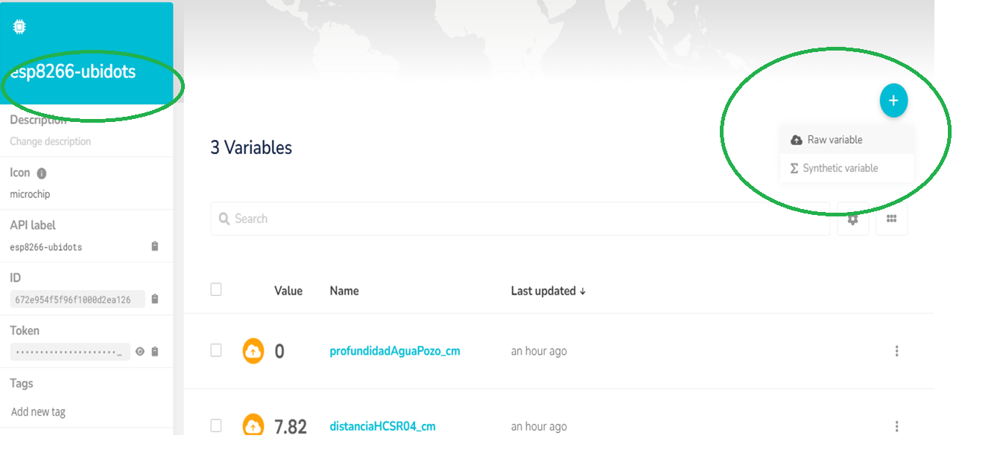 esp8266-ubidots
Description
Change description
Icon
microchip
API label
esp8266-ubidots
ID
672e954f5f96f1000d2ea126
Token
Tags
Add new tag
+
Raw variable
Σ Synthetic variable
3 Variables
Search
Value Name Last updated ↓
0 profundidadAguaPozo_cm an hour ago
7.82 distanciaHCSR04_cm an hour ago